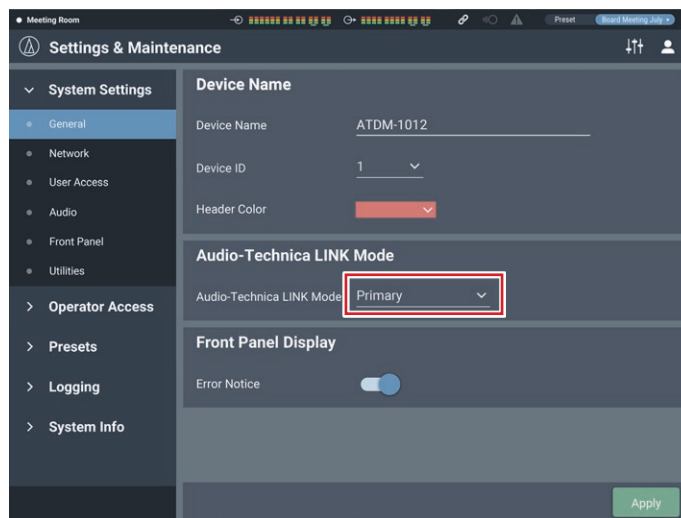 Meeting Room
Preset
Board Meeting July
Settings & Maintenance
System Settings
General
Network
User Access
Audio
Front Panel
Utilities
Operator Access
Presets
Logging
System Info
Device Name
Device Name ATDM-1012
Device ID 1
Header Color
Audio-Technica LINK Mode
Audio-Technica LINK Mode Primary
Front Panel Display
Error Notice
Apply